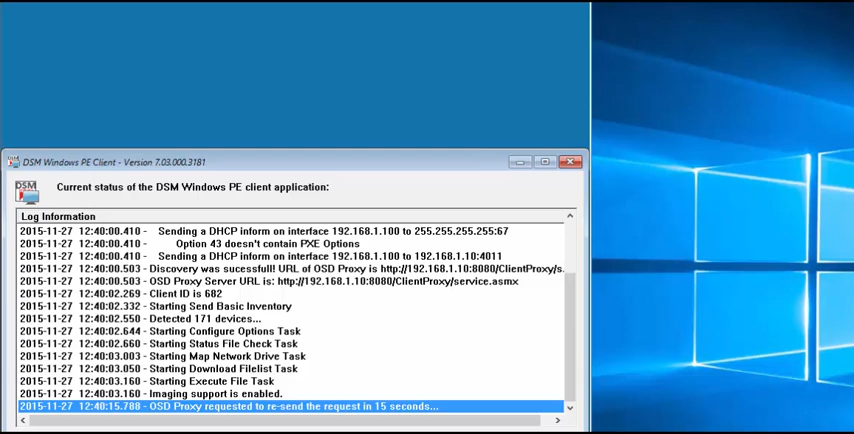 DSM Windows PE Client - Version 7.03.000.3181
DSM
Current status of the DSM Windows PE client application:
Log Information
2015-11-27 12:40:00.410 - Sending a DHCP inform on interface 192.168.1.100 to 255.255.255.255:67
2015-11-27 12:40:00.410 - Option 43 doesn't contain PXE Options
2015-11-27 12:40:00.410 - Sending a DHCP inform on interface 192.168.1.100 to 192.168.1.10:4011
2015-11-27 12:40:00.503 - Discovery was sucessfull! URL of OSD Proxy is http://192.168.1.10:8080/ClientProxy/s.
2015-11-27 12:40:00.503 - OSD Proxy Server URL is: http://192.168.1.10:8080/ClientProxy/service.asmx
2015-11-27 12:40:02.269 - Client ID is 682
2015-11-27 12:40:02.332 - Starting Send Basic Inventory
2015-11-27 12:40:02.550 - Detected 171 devices...
2015-11-27 12:40:02.644 - Starting Configure Options Task
2015-11-27 12:40:02.660 - Starting Status File Check Task
2015-11-27 12:40:03.003 - Starting Map Network Drive Task
2015-11-27 12:40:03.050 - Starting Download Filelist Task
2015-11-27 12:40:03.160 - Starting Execute File Task
2015-11-27 12:40:03.160 - Imaging support is enabled.
2015-11-27 12:40:15.788 - OSD Proxy requested to re-send the request in 15 seconds...